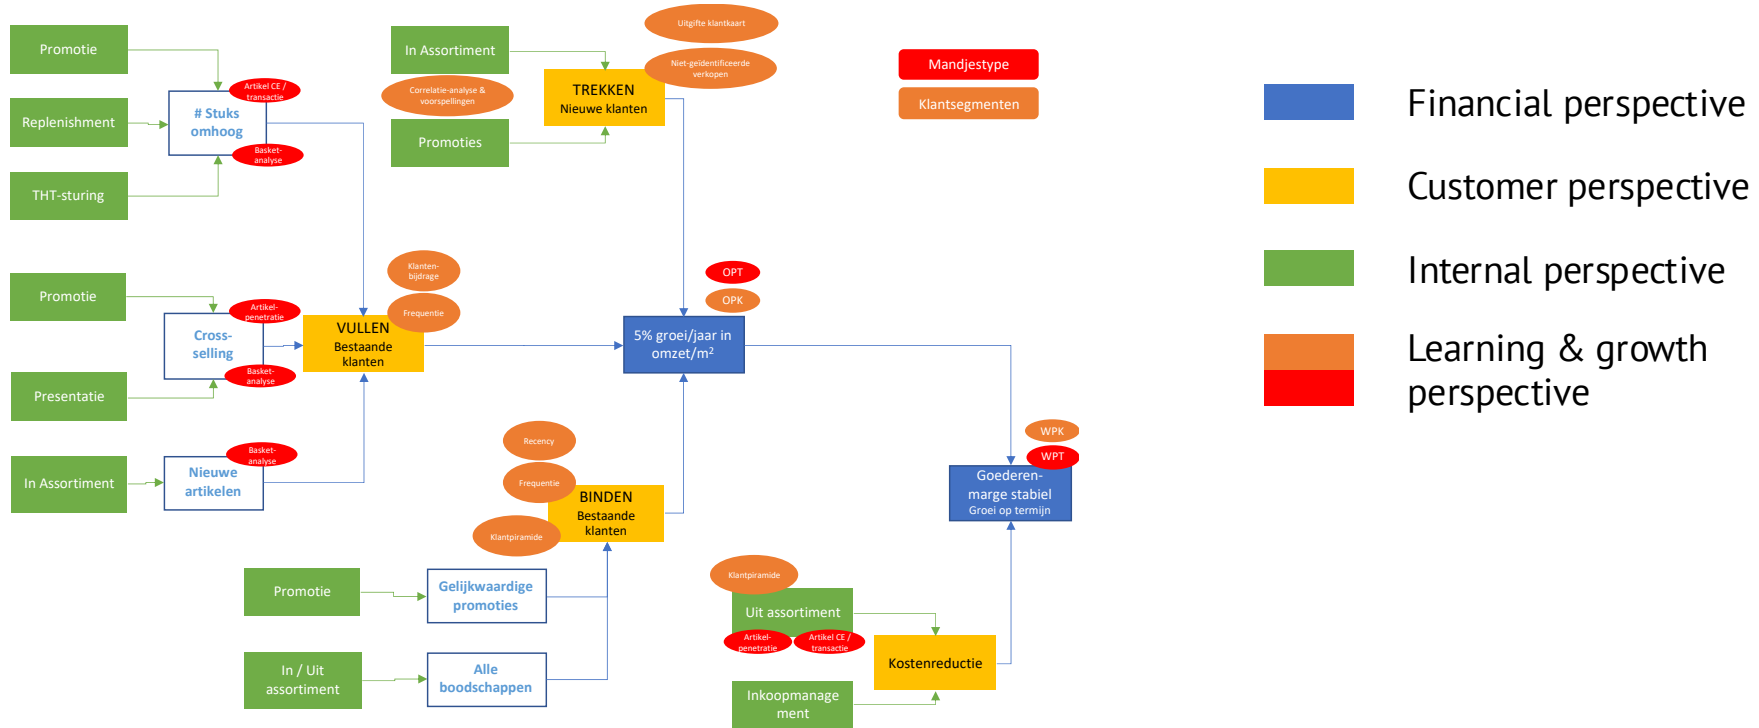 Promotie
Replenishment
THT-sturing
# Stuks
omhoog
Artikel CE /
transactie
Basket-
analyse
In Assortiment
Correlatie-analyse &
voorspellingen
Promoties
TREKKEN
Nieuwe klanten
Uitgifte klantkaart
Niet-geïdentificeerde
verkopen
Mandjestype
Klantsegmenten
Financial perspective
Customer perspective
Internal perspective
Learning & growth
perspective
Promotie
Presentatie
Cross-
selling
Artikel-
penetratie
Basket-
analyse
In Assortiment
Nieuwe
artikelen
Basket-
analyse
VULLEN
Bestaande
klanten
Klanten-
bijdrage
Frequentie
OPT
OPK
5% groei/jaar in
omzet/m²
Recency
Frequentie
Klantpiramide
BINDEN
Bestaande
klanten
WPK
WPT
Goederen-
marge stabiel
Groei op termijn
Promotie
Gelijkwaardige
promoties
In / Uit
assortiment
Alle
boodschappen
Klantpiramide
Uit assortiment
Artikel-
penetratie
Artikel CE /
transactie
Kostenreductie
Inkoopmanage
ment